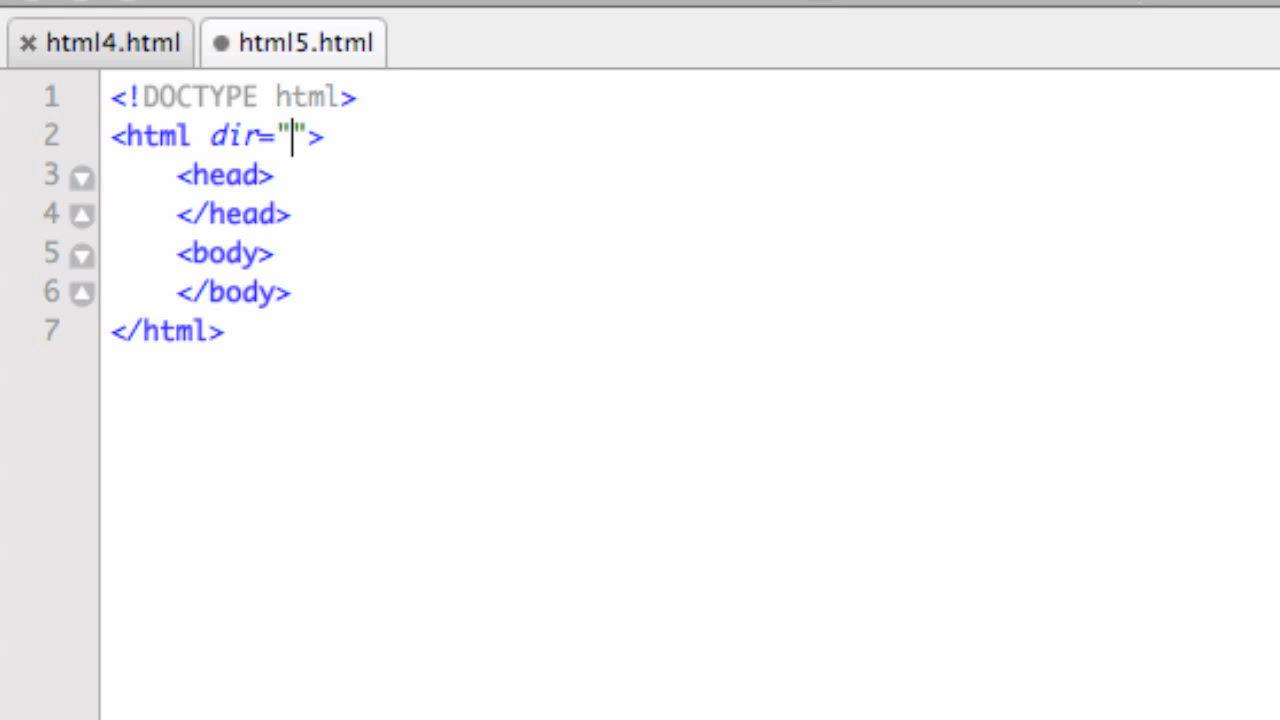 html4.html html5.html
1 <!DOCTYPE html>
2 <html dir="">
3 <head>
4 </head>
5 <body>
6 </body>
7 </html>